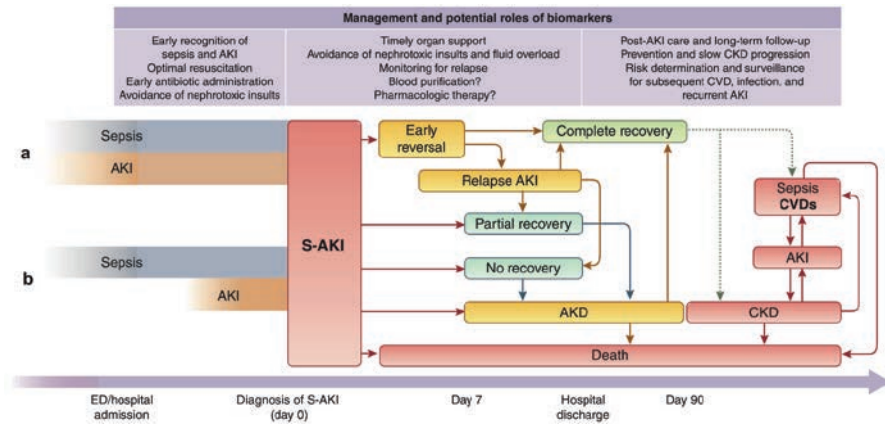 Management and potential roles of biomarkers
Early recognition of
sepsis and AKI
Optimal resuscitation
Early antibiotic administration
Avoidance of nephrotoxic insults
Timely organ support
Avoidance of nephrotoxic insults and fluid overload
Monitoring for relapse
Blood purification?
Pharmacologic therapy?
Post-AKI care and long-term follow-up
Prevention and slow CKD progression
Risk determination and surveillance
for subsequent CVD, infection, and
recurrent AKI
a
Sepsis
AKI
b
Sepsis
AKI
S-AKI
Early
reversal
Complete recovery
Relapse AKI
Partial recovery
No recovery
AKD
Death
Sepsis
CVDs
AKI
CKD
ED/hospital
admission
Diagnosis of S-AKI
(day 0)
Day 7
Hospital
discharge
Day 90